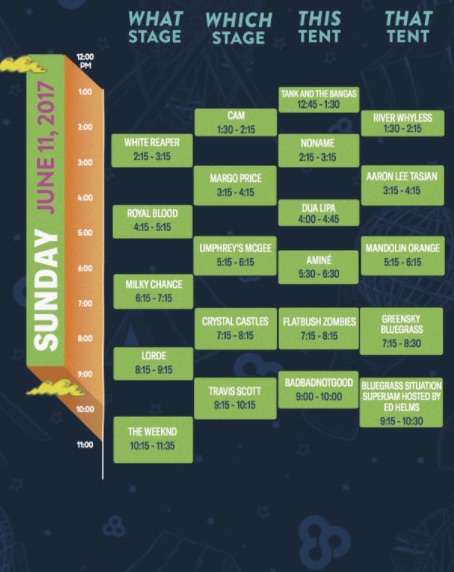 WHAT
STAGE
WHICH
STAGE
THIS
TENT
THAT
TENT
SUNDAY JUNE 11, 2017
12:00
PM
1:00
2:00
3:00
4:00
5:00
6:00
7:00
8:00
9:00
10:00
11:00
WHITE REAPER
2:15 - 3:15
ROYAL BLOOD
4:15 - 5:15
MILKY CHANCE
6:15 - 7:15
LORDE
8:15 - 9:15
THE WEEKND
10:15 - 11:35
CAM
1:30 - 2:15
MARGO PRICE
3:15 - 4:15
UMPHREY'S MCGEE
5:15 - 6:15
CRYSTAL CASTLES
7:15 - 8:15
TRAVIS SCOTT
9:15 - 10:15
TANK AND THE BANGAS
12:45 - 1:30
NONAME
2:15 - 3:15
DUA LIPA
4:00 - 4:45
AMINÉ
5:30 - 6:30
FLATBUSH ZOMBIES
7:15 - 8:15
BADBADNOTGOOD
9:00 - 10:00
RIVER WHYLESS
1:30 - 2:15
AARON LEE TASJAN
3:15 - 4:15
MANDOLIN ORANGE
5:15 - 6:15
GREENSKY
BLUEGRASS
7:15 - 8:30
BLUEGRASS SITUATION
SUPERJAM HOSTED BY
ED HELMS
9:15 - 10:30